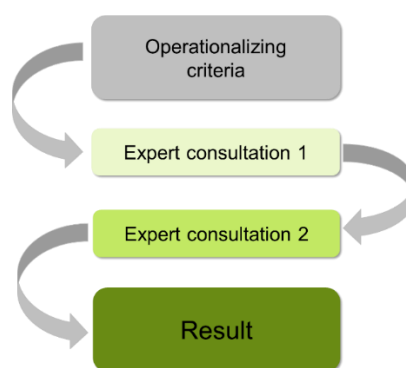 Operationalizing
criteria
Expert consultation 1
Expert consultation 2
Result